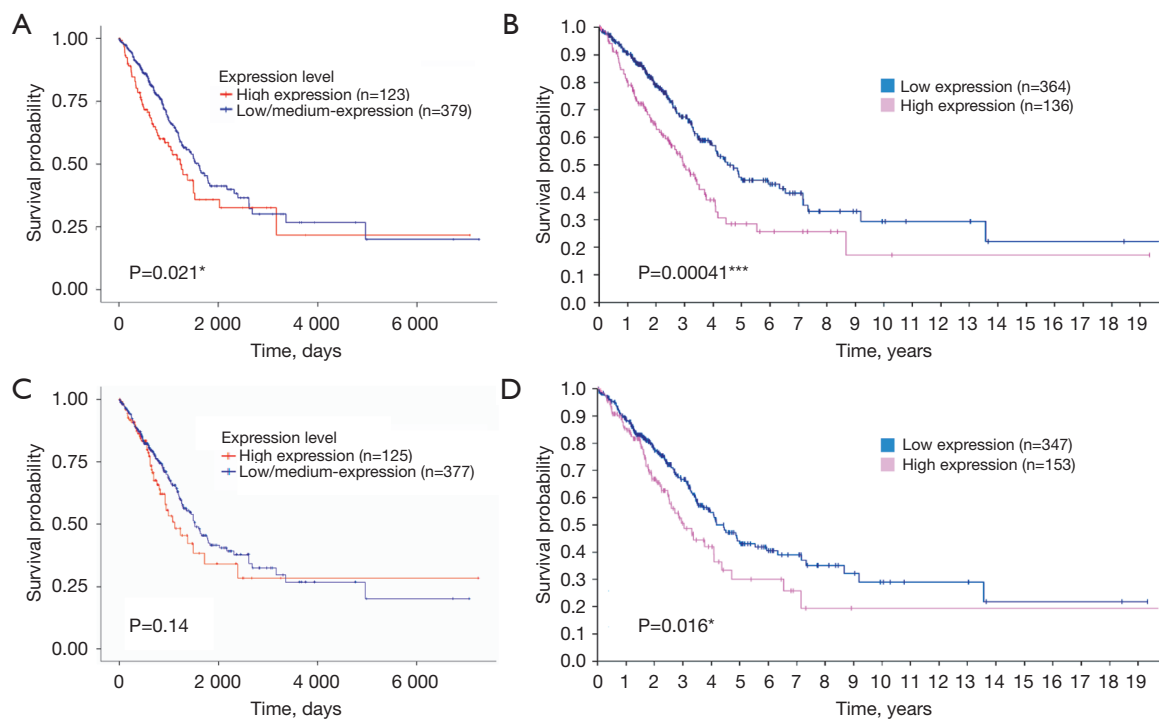 A
Survival probability
1.00
0.75
0.50
0.25
0.00
Expression level
High expression (n=123)
Low/medium-expression (n=379)
P=0.021*
0 2 000 4 000 6 000
Time, days
B
Survival probability
1.0
0.9
0.8
0.7
0.6
0.5
0.4
0.3
0.2
0.1
0.0
Low expression (n=364)
High expression (n=136)
P=0.00041***
0 1 2 3 4 5 6 7 8 9 10 11 12 13 14 15 16 17 18 19
Time, years
C
Survival probability
1.00
0.75
0.50
0.25
0.00
Expression level
High expression (n=125)
Low/medium-expression (n=377)
P=0.14
0 2 000 4 000 6 000
Time, days
D
Survival probability
1.0
0.9
0.8
0.7
0.6
0.5
0.4
0.3
0.2
0.1
0.0
Low expression (n=347)
High expression (n=153)
P=0.016*
0 1 2 3 4 5 6 7 8 9 10 11 12 13 14 15 16 17 18 19
Time, years